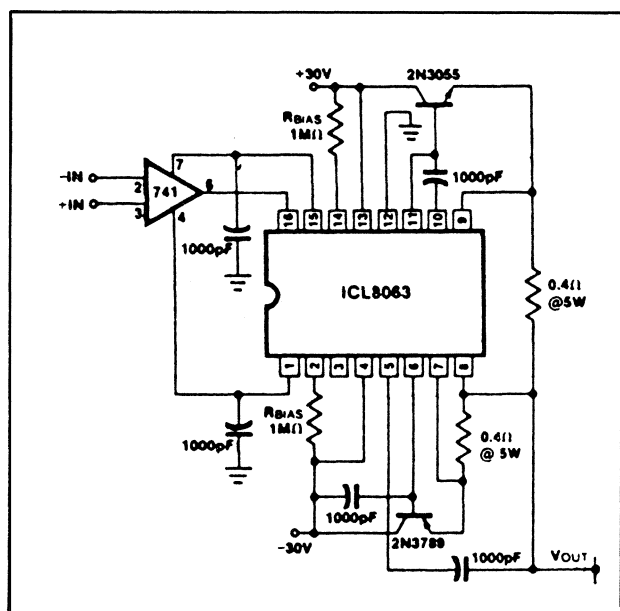 2N3055
+30V
RBIAS
1MΩ
-IN
+IN
7
2
741
6
3
4
1000pF
1000pF
16 15 14 13 12 11 10 9
ICL8063
0.4Ω
@5W
1 2 3 4 5 6 7 8
1000pF
RBIAS
1MΩ
0.4Ω
@ 5W
1000pF
-30V
2N3789
1000pF
VOUT